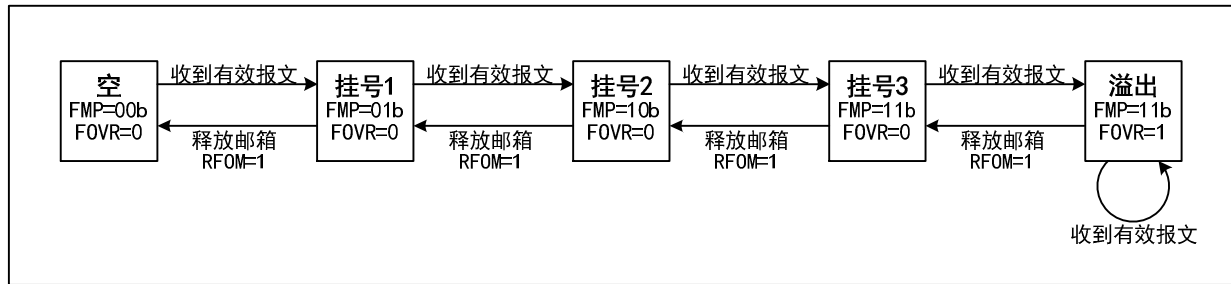 空
FMP=00b
FOVR=0
收到有效报文
释放邮箱
RFOM=1
挂号1
FMP=01b
FOVR=0
收到有效报文
释放邮箱
RFOM=1
挂号2
FMP=10b
FOVR=0
收到有效报文
释放邮箱
RFOM=1
挂号3
FMP=11b
FOVR=0
收到有效报文
释放邮箱
RFOM=1
溢出
FMP=11b
FOVR=1
收到有效报文